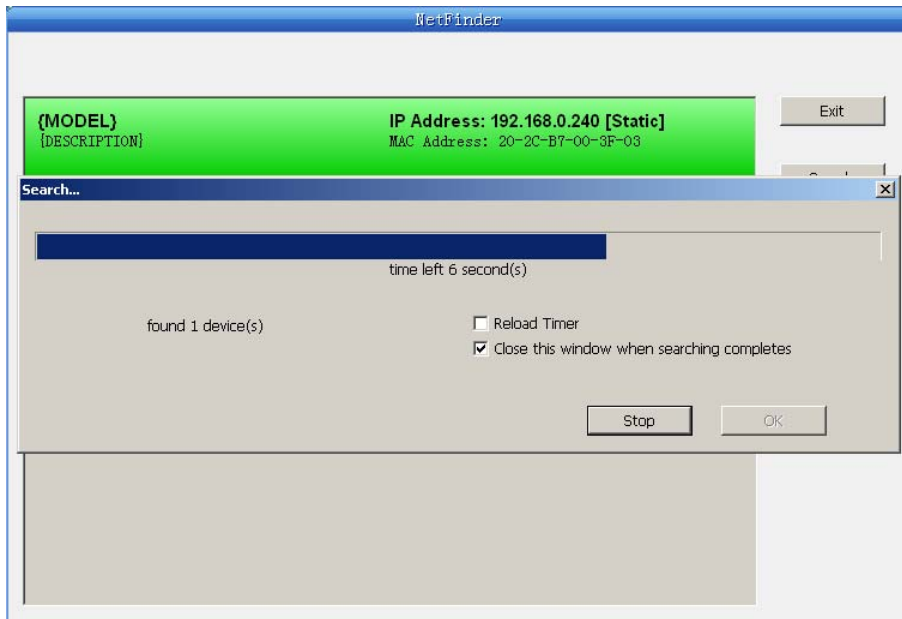 NetFinder
{MODEL}
{DESCRIPTION}
IP Address: 192.168.0.240 [Static]
MAC Address: 20-2C-B7-00-3F-03
Exit
Search...
time left 6 second(s)
found 1 device(s)
Reload Timer
Close this window when searching completes
Stop
OK